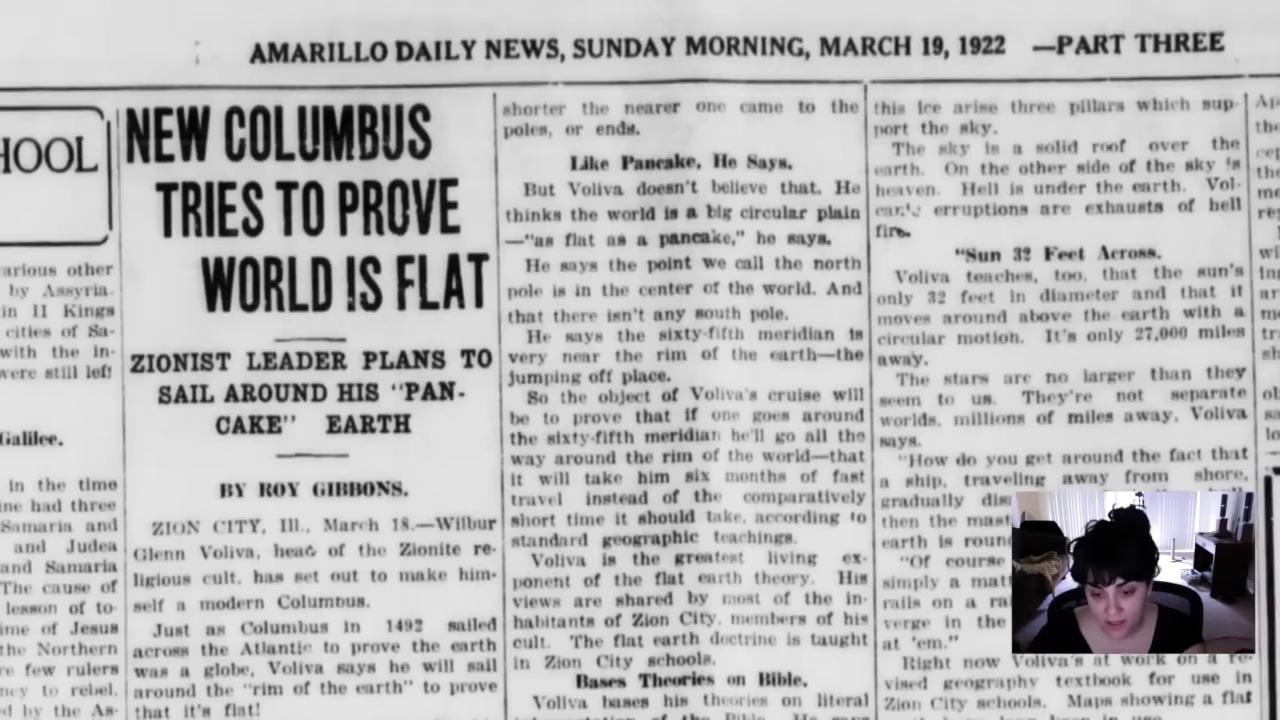 AMARILLO DAILY NEWS, SUNDAY MORNING, MARCH 19, 1922 —PART THREE
HOOL
arious other
by Assyria.
in II Kings
cities of Sa-
with the in-
were still left
Galilee.
in the time
ine had three
Samaria and
and Judea
and Samaria
The cause of
lesson of to-
ime of Jesus
the Northern
re few rulers
ncy to rebel.
d by the As-
NEW COLUMBUS
TRIES TO PROVE
WORLD IS FLAT
ZIONIST LEADER PLANS TO
SAIL AROUND HIS "PAN-
CAKE" EARTH
BY ROY GIBBONS.
ZION CITY, Ill., March 18.—Wilbur
Glenn Voliva, head of the Zionite re-
ligious cult, has set out to make him-
self a modern Columbus.
Just as Columbus in 1492 sailed
across the Atlantic to prove the earth
was a globe, Voliva says he will sail
around the "rim of the earth" to prove
that it's flat!
shorter the nearer one came to the
poles, or ends.
Like Pancake, He Says.
But Voliva doesn't believe that. He
thinks the world is a big circular plain
—"as flat as a pancake," he says.
He says the point we call the north
pole is in the center of the world. And
that there isn't any south pole.
He says the sixty-fifth meridian is
very near the rim of the earth—the
jumping off place.
So the object of Voliva's cruise will
be to prove that if one goes around
the sixty-fifth meridian he'll go all the
way around the rim of the world—that
it will take him six months of fast
travel instead of the comparatively
short time it should take, according to
standard geographic teachings.
Voliva is the greatest living ex-
ponent of the flat earth theory. His
views are shared by most of the in-
habitants of Zion City, members of his
cult. The flat earth doctrine is taught
in Zion City schools.
Bases Theories on Bible.
Voliva bases his theories on literal
of the Bible. He says
this ice arise three pillars which sup-
port the sky.
The sky is a solid roof over the
earth. On the other side of the sky is
heaven. Hell is under the earth. Vol-
erruptions are exhausts of hell
fire.
"Sun 32 Feet Across.
Voliva teaches, too, that the sun's
only 32 feet in diameter and that it
moves around above the earth with a
circular motion. It's only 27,000 miles
away.
The stars are no larger than they
seem to us. They're not separate
worlds, millions of miles away, Voliva
says.
"How do you get around the fact that
a ship, traveling away from shore,
gradually
then the mast
earth is roun
"Of course
simply a matt
rails on a ra
verge in the
at 'em."
Right now Voliva's at work on a re-
vised geography textbook for use in
Zion City schools. Maps showing a flat